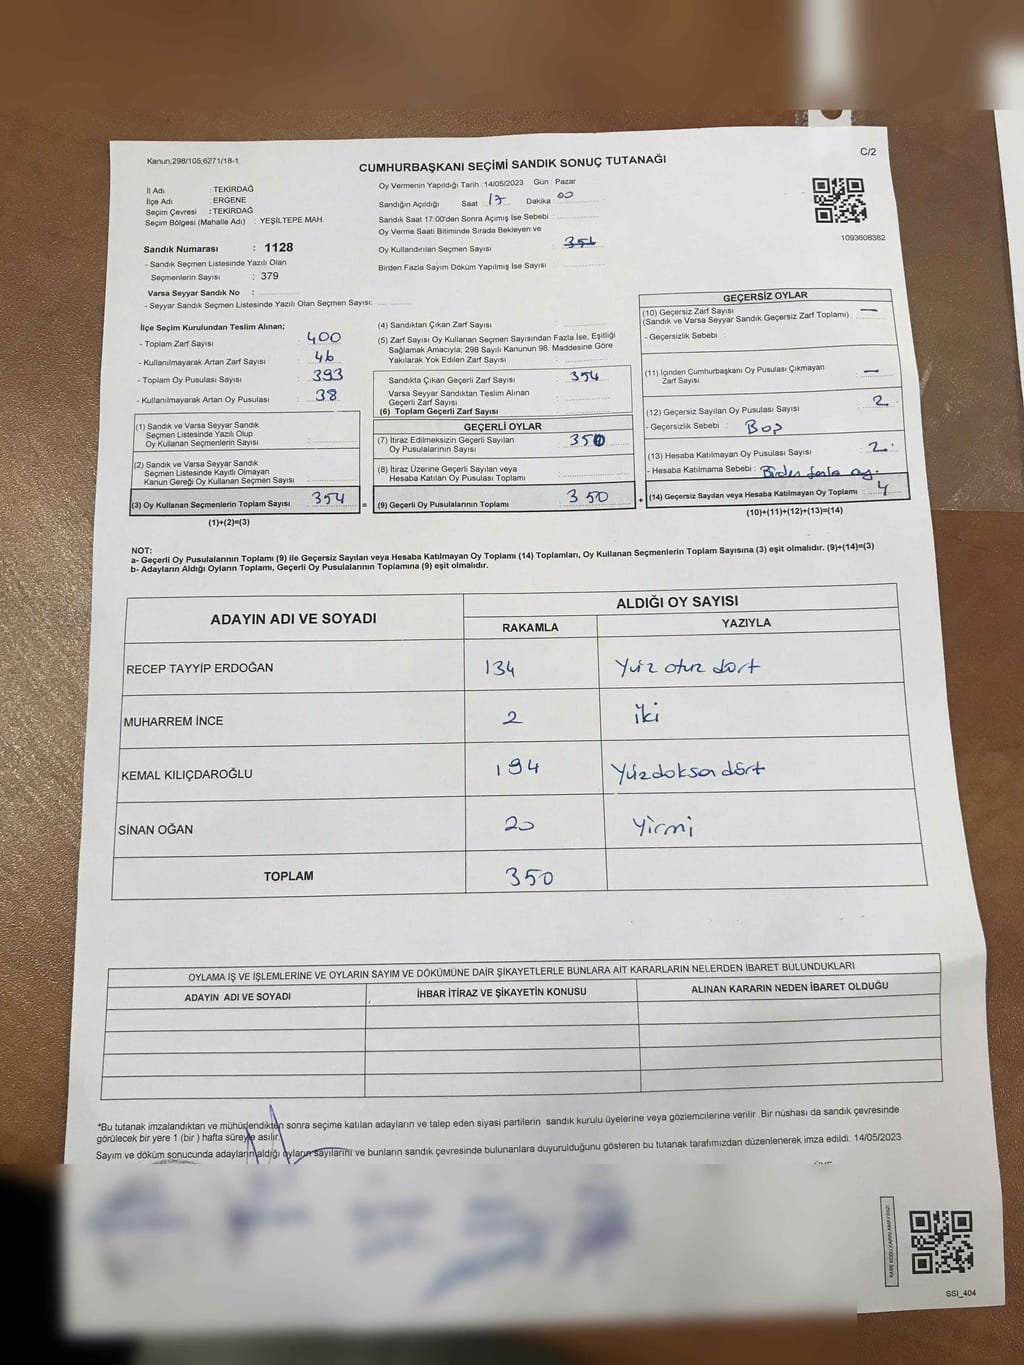 Kanun;298/105;6271/18-1
CUMHURBAŞKANI SEÇİMİ SANDIK SONUÇ TUTANAĞI
C/2
İl Adı : TEKİRDAĞ
İlçe Adı : ERGENE
Seçim Çevresi : TEKİRDAĞ
Seçim Bölgesi (Mahalle Adı) : YEŞİLTEPE MAH.
Sandık Numarası : 1128
- Sandık Seçmen Listesinde Yazılı Olan
Seçmenlerin Sayısı : 379
Varsa Seyyar Sandık No :
- Seyyar Sandık Seçmen Listesinde Yazılı Olan Seçmen Sayısı:
Oy Vermenin Yapıldığı Tarih : 14/05/2023 Gün : Pazar
Sandığın Açıldığı Saat 17 Dakika 00
Sandık Saat 17:00'den Sonra Açılmış İse Sebebi :
Oy Verme Saati Bitiminde Sırada Bekleyen ve
Oy Kullandırılan Seçmen Sayısı :
Birden Fazla Sayım Döküm Yapılmış İse Sayısı :
1093608382
İlçe Seçim Kurulundan Teslim Alınan;
- Toplam Zarf Sayısı : 400
- Kullanılmayarak Artan Zarf Sayısı : 46
- Toplam Oy Pusulası Sayısı : 393
- Kullanılmayarak Artan Oy Pusulası : 38
(1) Sandık ve Varsa Seyyar Sandık
Seçmen Listesinde Yazılı Olup
Oy Kullanan Seçmenlerin Sayısı :
(2) Sandık ve Varsa Seyyar Sandık
Seçmen Listesinde Kayıtlı Olmayan
Kanun Gereği Oy Kullanan Seçmen Sayısı :
(3) Oy Kullanan Seçmenlerin Toplam Sayısı : 354
(1)+(2)=(3)
=
(4) Sandıktan Çıkan Zarf Sayısı :
(5) Zarf Sayısı Oy Kullanan Seçmen Sayısından Fazla İse, Eşitliği
Sağlamak Amacıyla; 298 Sayılı Kanunun 98. Maddesine Göre
Yakılarak Yok Edilen Zarf Sayısı :
Sandıkta Çıkan Geçerli Zarf Sayısı : 354
Varsa Seyyar Sandıktan Teslim Alınan
Geçerli Zarf Sayısı :
(6) Toplam Geçerli Zarf Sayısı :
GEÇERLİ OYLAR
(7) İtiraz Edilmeksizin Geçerli Sayılan
Oy Pusulalarının Sayısı : 350
(8) İtiraz Üzerine Geçerli Sayılan veya
Hesaba Katılan Oy Pusulası Toplamı :
(9) Geçerli Oy Pusulalarının Toplamı : 350
+
GEÇERSİZ OYLAR
(10) Geçersiz Zarf Sayısı
(Sandık ve Varsa Seyyar Sandık Geçersiz Zarf Toplamı) : —
- Geçersizlik Sebebi :
(11) İçinden Cumhurbaşkanı Oy Pusulası Çıkmayan
Zarf Sayısı : —
(12) Geçersiz Sayılan Oy Pusulası Sayısı : 2
- Geçersizlik Sebebi : Boş
(13) Hesaba Katılmayan Oy Pusulası Sayısı : 2
- Hesaba Katılmama Sebebi : Birden fazla oy.
(14) Geçersiz Sayılan veya Hesaba Katılmayan Oy Toplamı : 4
(10)+(11)+(12)+(13)=(14)
NOT:
a- Geçerli Oy Pusulalarının Toplamı (9) ile Geçersiz Sayılan veya Hesaba Katılmayan Oy Toplamı (14) Toplamları, Oy Kullanan Seçmenlerin Toplam Sayısına (3) eşit olmalıdır. (9)+(14)=(3)
b- Adayların Aldığı Oyların Toplamı, Geçerli Oy Pusulalarının Toplamına (9) eşit olmalıdır.
ADAYIN ADI VE SOYADI
ALDIĞI OY SAYISI
RAKAMLA YAZIYLA
RECEP TAYYİP ERDOĞAN 134 Yüz otuz dört
MUHARREM İNCE 2 iki
KEMAL KILIÇDAROĞLU 194 Yüzdoksan dört
SİNAN OĞAN 20 Yirmi
TOPLAM 350
OYLAMA İŞ VE İŞLEMLERİNE VE OYLARIN SAYIM VE DÖKÜMÜNE DAİR ŞİKAYETLERLE BUNLARA AİT KARARLARIN NELERDEN İBARET BULUNDUKLARI
ADAYIN ADI VE SOYADI İHBAR İTİRAZ VE ŞİKAYETİN KONUSU ALINAN KARARIN NEDEN İBARET OLDUĞU
*Bu tutanak imzalandıktan ve mühürlendikten sonra seçime katılan adayların ve talep eden siyasi partilerin sandık kurulu üyelerine veya gözlemcilerine verilir .Bir nüshası da sandık çevresinde
görülecek bir yere 1 (bir ) hafta süreyle asılır.
Sayım ve döküm sonucunda adayların aldığı oyların sayılarını ve bunların sandık çevresinde bulunanlara duyurulduğunu gösteren bu tutanak tarafımızdan düzenlenerek imza edildi. 14/05/2023
SSI_404